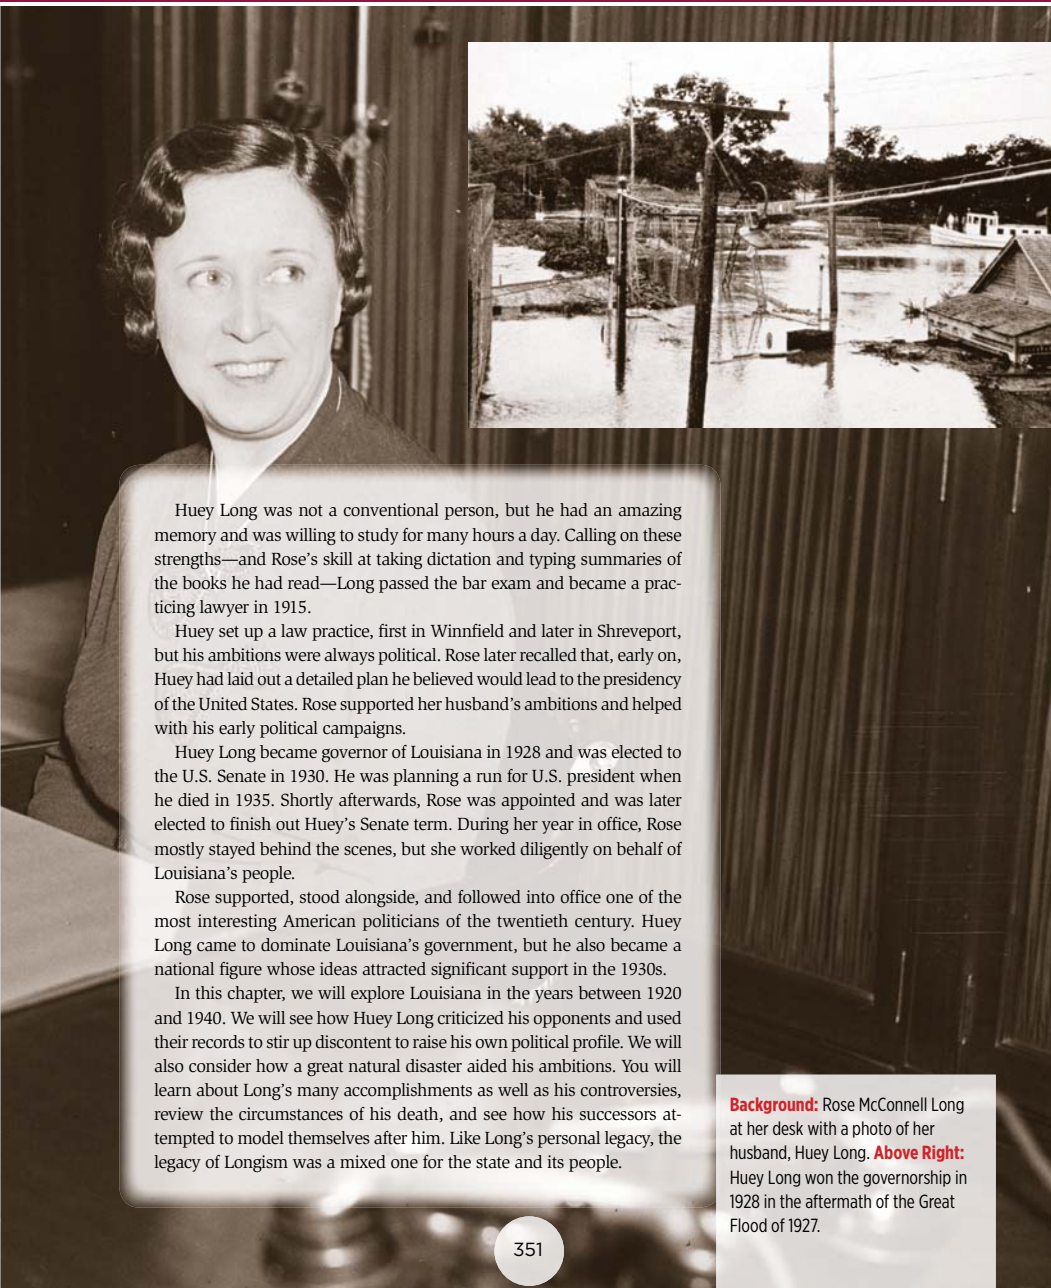 Huey Long was not a conventional person, but he had an amazing
memory and was willing to study for many hours a day. Calling on these
strengths—and Rose’s skill at taking dictation and typing summaries of
the books he had read—Long passed the bar exam and became a prac-
ticing lawyer in 1915.
Huey set up a law practice, first in Winnfield and later in Shreveport,
but his ambitions were always political. Rose later recalled that, early on,
Huey had laid out a detailed plan he believed would lead to the presidency
of the United States. Rose supported her husband’s ambitions and helped
with his early political campaigns.
Huey Long became governor of Louisiana in 1928 and was elected to
the U.S. Senate in 1930. He was planning a run for U.S. president when
he died in 1935. Shortly afterwards, Rose was appointed and was later
elected to finish out Huey’s Senate term. During her year in office, Rose
mostly stayed behind the scenes, but she worked diligently on behalf of
Louisiana’s people.
Rose supported, stood alongside, and followed into office one of the
most interesting American politicians of the twentieth century. Huey
Long came to dominate Louisiana’s government, but he also became a
national figure whose ideas attracted significant support in the 1930s.
In this chapter, we will explore Louisiana in the years between 1920
and 1940. We will see how Huey Long criticized his opponents and used
their records to stir up discontent to raise his own political profile. We will
also consider how a great natural disaster aided his ambitions. You will
learn about Long’s many accomplishments as well as his controversies,
review the circumstances of his death, and see how his successors at-
tempted to model themselves after him. Like Long’s personal legacy, the
legacy of Longism was a mixed one for the state and its people.
Background: Rose McConnell Long
at her desk with a photo of her
husband, Huey Long. Above Right:
Huey Long won the governorship in
1928 in the aftermath of the Great
Flood of 1927.
351